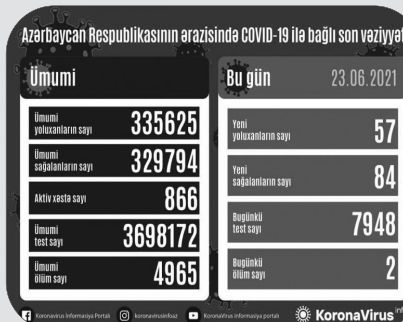 Azərbaycan Respublikasının ərazisində COVID-19 ilə bağlı son vəziyyət
Ümumi
Ümumi
yoluxanların sayı
335625
Ümumi
sağalanların sayı
329794
Aktiv xəstə sayı
866
Ümumi
test sayı
3698172
Ümumi
ölüm sayı
4965
Bu gün
23.06.2021
Yeni
yoluxanların sayı
57
Yeni
sağalanların sayı
84
Bugünkü
test sayı
7948
Bugünkü
ölüm sayı
2
Koronavirus İnformasiya Portalı
koronavirusinfoaz
KoronaVirus informasiya portalı
KoronaVirus